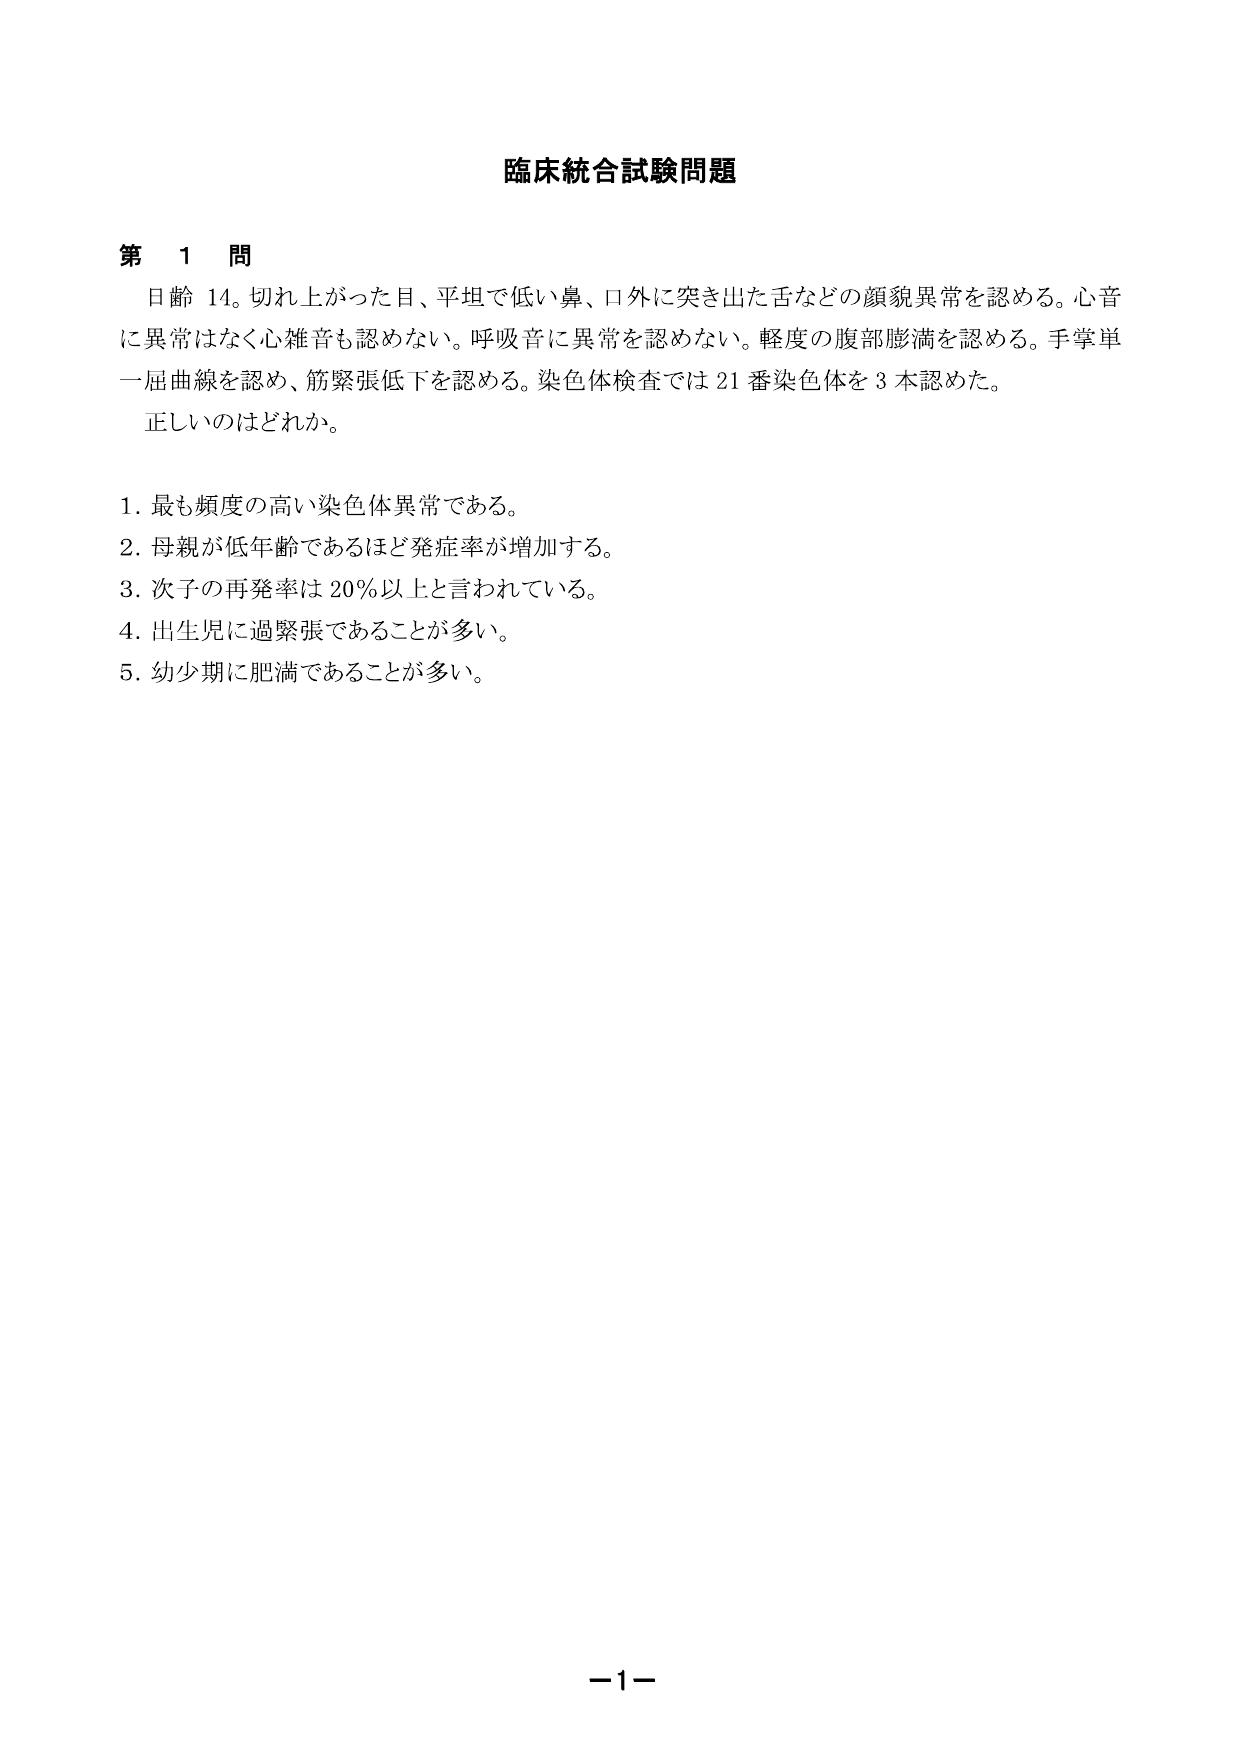 臨床統合試験問題
第 1 問
日齢 14。切れ上がった目、平坦で低い鼻、口外に突き出た舌などの顔貌異常を認める。心音
に異常はなく心雑音も認めない。呼吸音に異常を認めない。軽度の腹部膨満を認める。手掌単
一屈曲線を認め、筋緊張低下を認める。染色体検査では 21 番染色体を 3 本認めた。
正しいのはどれか。
1. 最も頻度の高い染色体異常である。
2. 母親が低年齢であるほど発症率が増加する。
3. 次子の再発率は 20%以上と言われている。
4. 出生児に過緊張であることが多い。
5. 幼少期に肥満であることが多い。
－1－